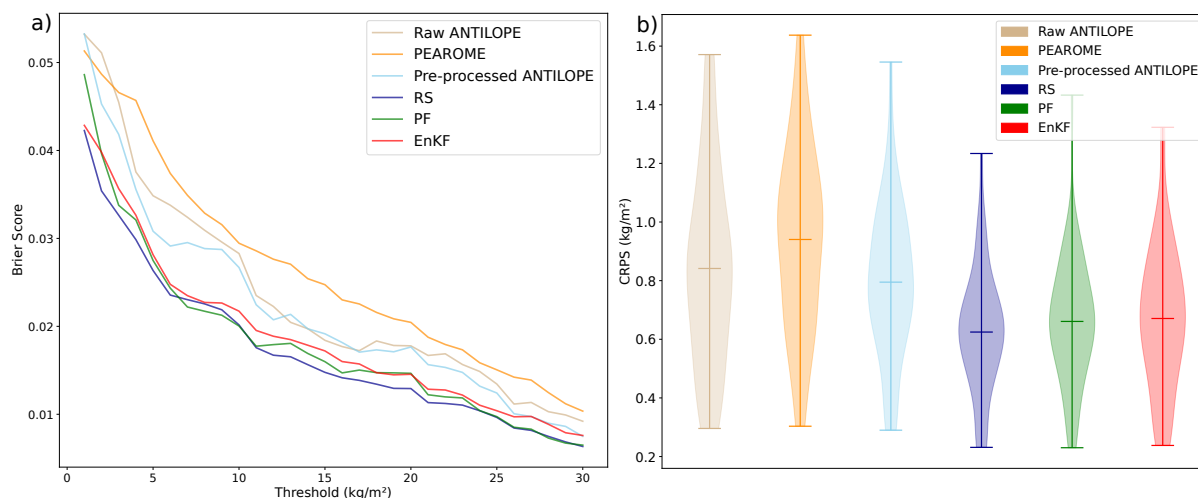 a)
Raw ANTILOPE
PEAROME
Pre-processed ANTILOPE
RS
PF
EnKF
Brier Score
0.05
0.04
0.03
0.02
0.01
0
5
10
15
20
25
30
Threshold (kg/m²)
b)
Raw ANTILOPE
PEAROME
Pre-processed ANTILOPE
RS
PF
EnKF
CRPS (kg/m²)
1.6
1.4
1.2
1.0
0.8
0.6
0.4
0.2